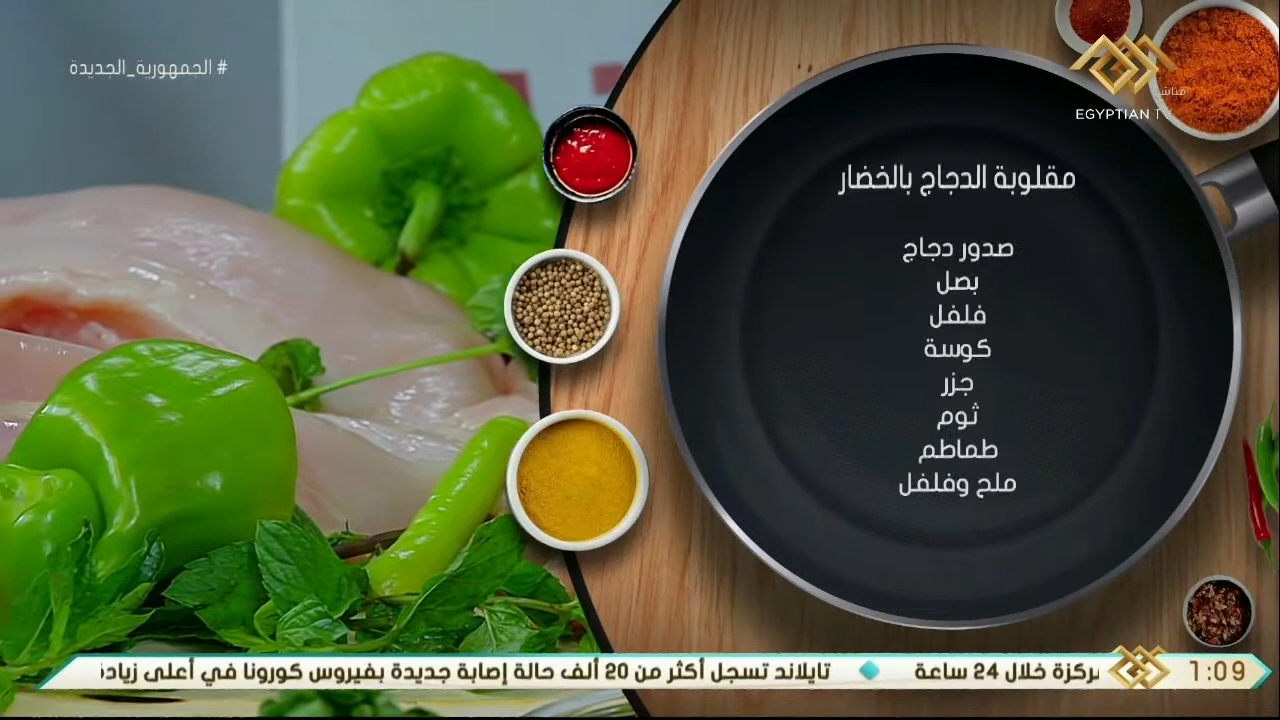 # الجمهورية_الجديدة
مباشر
EGYPTIAN TV
مقلوبة الدجاج بالخضار
صدور دجاج
بصل
فلفل
كوسة
جزر
ثوم
طماطم
ملح وفلفل
1:09
خلال 24 ساعة
تايلاند تسجل أكثر من 20 ألف حالة إصابة جديدة بفيروس كورونا في أعلى